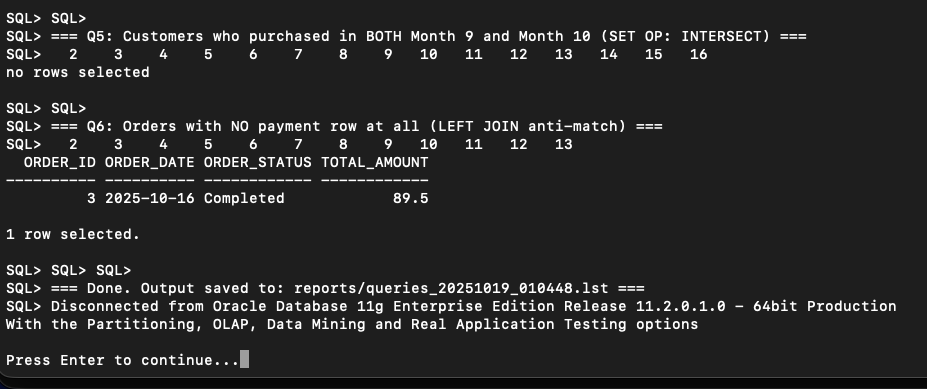 SQL> SQL>
SQL> === Q5: Customers who purchased in BOTH Month 9 and Month 10 (SET OP: INTERSECT) ===
SQL>   2    3    4    5    6    7    8    9   10   11   12   13   14   15   16
no rows selected

SQL> SQL>
SQL> === Q6: Orders with NO payment row at all (LEFT JOIN anti-match) ===
SQL>   2    3    4    5    6    7    8    9   10   11   12   13
  ORDER_ID ORDER_DATE ORDER_STATUS TOTAL_AMOUNT
---------- ---------- ------------ ------------
         3 2025-10-16 Completed            89.5

1 row selected.

SQL> SQL> SQL>
SQL> === Done. Output saved to: reports/queries_20251019_010448.lst ===
SQL> Disconnected from Oracle Database 11g Enterprise Edition Release 11.2.0.1.0 - 64bit Production
With the Partitioning, OLAP, Data Mining and Real Application Testing options

Press Enter to continue...